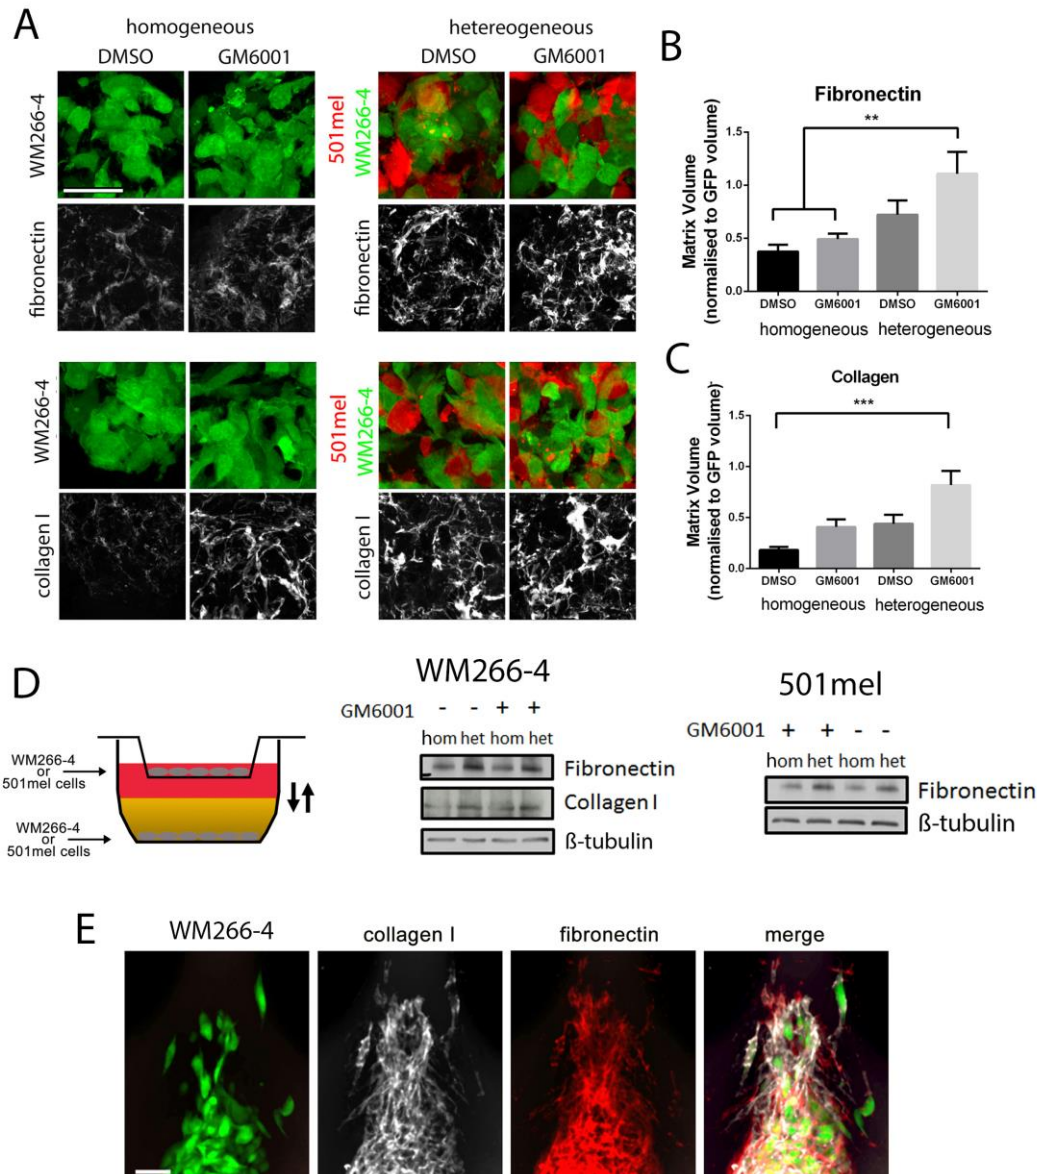 A
homogeneous
hetereogeneous
DMSO GM6001 DMSO GM6001
WM266-4
501mel
WM266-4
fibronectin
fibronectin
WM266-4
501mel
WM266-4
collagen I
collagen I
B
Fibronectin
**
Matrix Volume
(normalised to GFP volume)
1.5
1.0
0.5
0.0
DMSO GM6001 DMSO GM6001
homogeneous heterogeneous
C
Collagen
***
Matrix Volume
(normalised to GFP volume)-
1.5
1.0
0.5
0.0
DMSO GM6001 DMSO GM6001
homogeneous heterogeneous
D
WM266-4
or
501mel cells
WM266-4
or
501mel cells
WM266-4
GM6001 - - + +
hom het hom het
Fibronectin
Collagen I
ß-tubulin
501mel
GM6001 + + - -
hom het hom het
Fibronectin
ß-tubulin
E
WM266-4 collagen I fibronectin merge